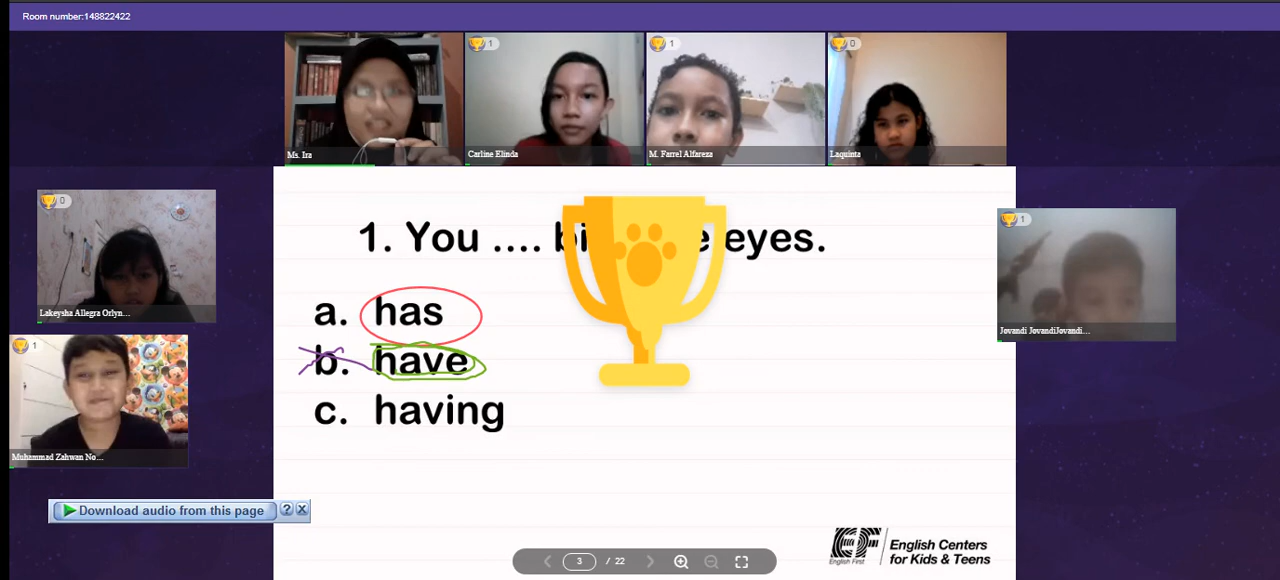 Room number:148822422
1
1
0
Ms. Ira
Carline Elinda
M. Farrel Alfareza
Laquinta
0
Lakeysha Allegra Orlyn...
1
Jovandi JovandiJovandi...
1
Muhammad Zahwan No...
1. You .... bi e eyes.
a. has
b. have
c. having
Download audio from this page ? X
3 / 22
EF English First
English Centers
for Kids & Teens